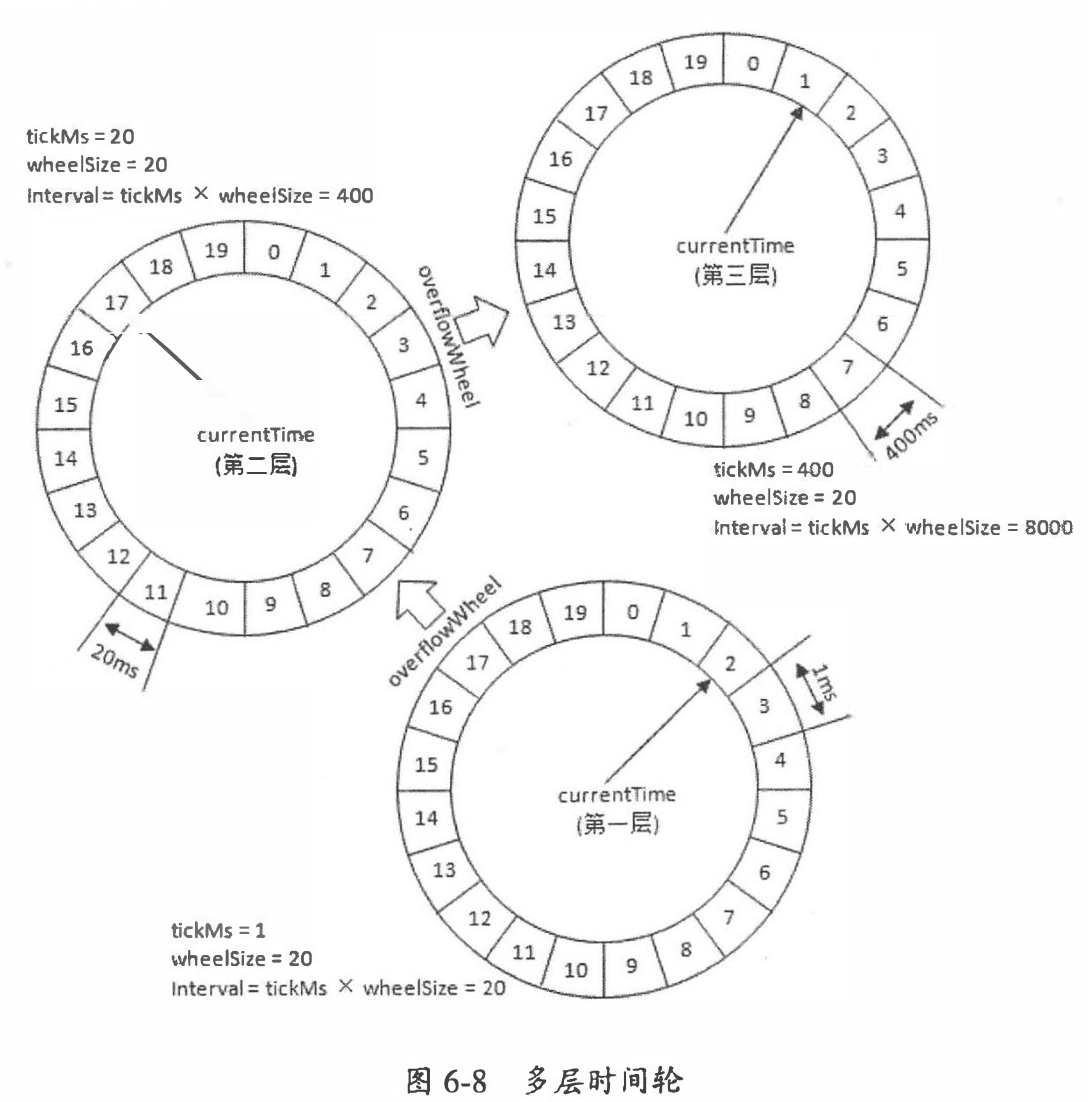 tickMs = 20
wheelSize = 20
Interval = tickMs × wheelSize = 400
0
1
2
3
4
5
6
7
8
9
10
11
12
13
14
15
16
17
18
19
currentTime
(第二层)
20ms
overflowWheel
0
1
2
3
4
5
6
7
8
9
10
11
12
13
14
15
16
17
18
19
currentTime
(第三层)
400ms
tickMs = 400
wheelSize = 20
Interval = tickMs × wheelSize = 8000
overflowWheel
0
1
2
3
4
5
6
7
8
9
10
11
12
13
14
15
16
17
18
19
currentTime
(第一层)
1ms
tickMs = 1
wheelSize = 20
Interval = tickMs × wheelSize = 20
图 6-8 多层时间轮